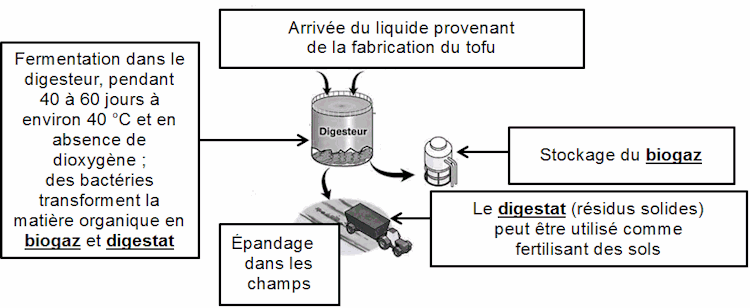 Arrivée du liquide provenant
de la fabrication du tofu
Fermentation dans le
digesteur, pendant
40 à 60 jours à
environ 40 °C et en
absence de
dioxygène ;
des bactéries
transforment la
matière organique en
biogaz et digestat
Digesteur
Stockage du biogaz
Le digestat (résidus solides)
peut être utilisé comme
fertilisant des sols
Épandage
dans les
champs